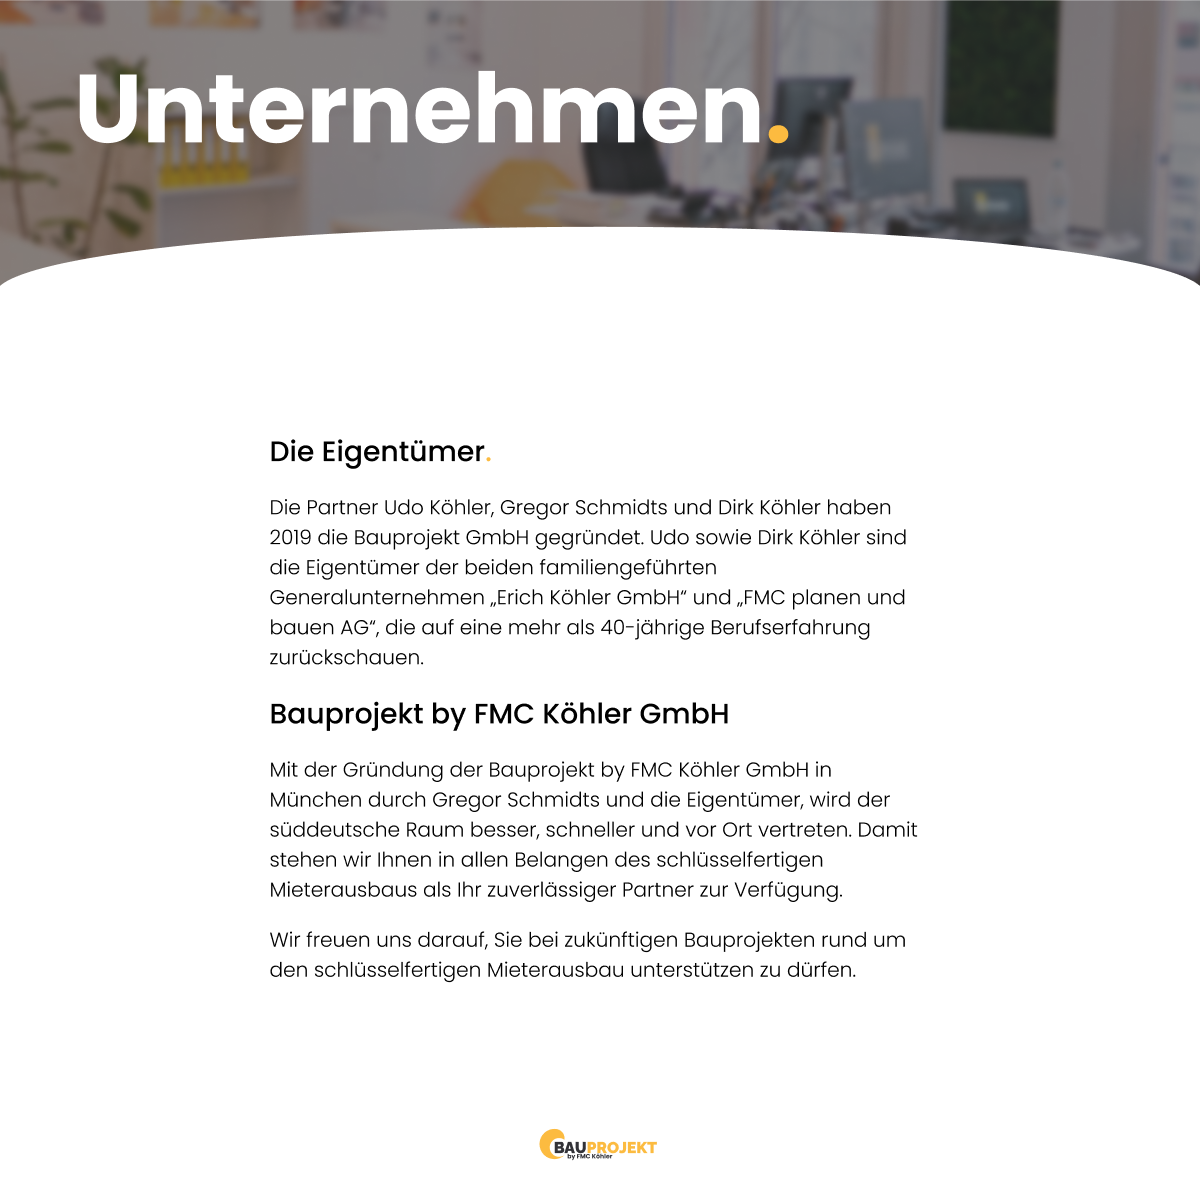 Unternehmen.
Die Eigentümer.
Die Partner Udo Köhler, Gregor Schmidts und Dirk Köhler haben
2019 die Bauprojekt GmbH gegründet. Udo sowie Dirk Köhler sind
die Eigentümer der beiden familiengeführten
Generalunternehmen „Erich Köhler GmbH“ und „FMC planen und
bauen AG“, die auf eine mehr als 40-jährige Berufserfahrung
zurückschauen.
Bauprojekt by FMC Köhler GmbH
Mit der Gründung der Bauprojekt by FMC Köhler GmbH in
München durch Gregor Schmidts und die Eigentümer, wird der
süddeutsche Raum besser, schneller und vor Ort vertreten. Damit
stehen wir Ihnen in allen Belangen des schlüsselfertigen
Mieterausbaus als Ihr zuverlässiger Partner zur Verfügung.
Wir freuen uns darauf, Sie bei zukünftigen Bauprojekten rund um
den schlüsselfertigen Mieterausbau unterstützen zu dürfen.
BAUPROJEKT
by FMC Köhler